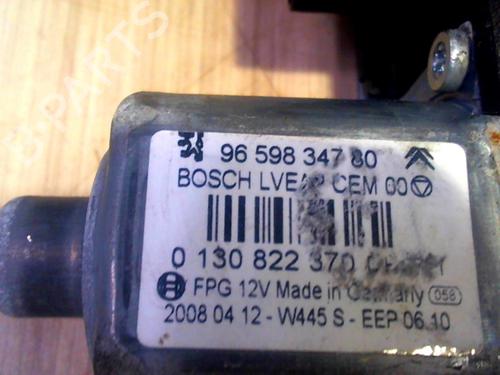 96 598 347 80
BOSCH CEM 00
0 130 822 370
FPG 12V Made in Germany 058
2008 04 12 - W445 S - EEP 06.10
B-PARTS